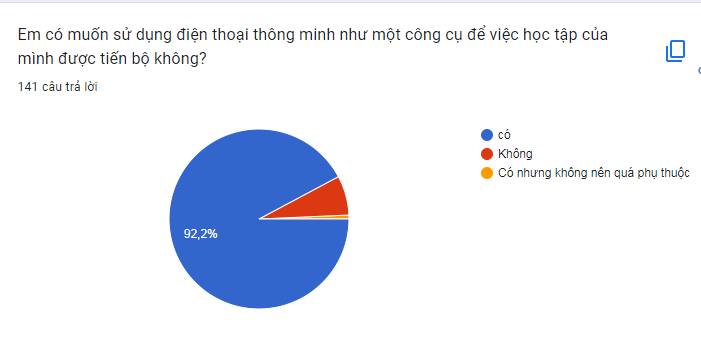 Em có muốn sử dụng điện thoại thông minh như một công cụ để việc học tập của
mình được tiến bộ không?
141 câu trả lời
có
Không
Có nhưng không nên quá phụ thuộc
92,2%